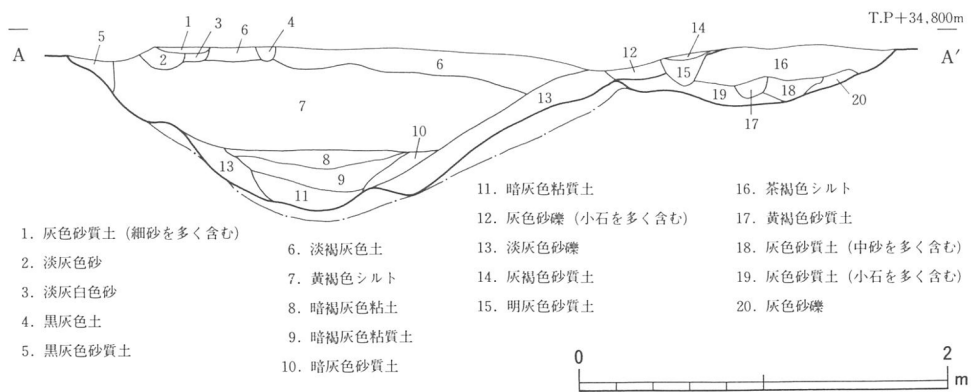 T.P+34,800m
A
A′
5
1
3
6
4
2
6
7
8
9
10
11
13
13
12
14
15
16
17
18
19
20
1. 灰色砂質土（細砂を多く含む）
2. 淡灰色砂
3. 淡灰白色砂
4. 黒灰色土
5. 黒灰色砂質土
6. 淡褐灰色土
7. 黄褐色シルト
8. 暗褐灰色粘土
9. 暗褐灰色粘質土
10. 暗灰色砂質土
11. 暗灰色粘質土
12. 灰色砂礫（小石を多く含む）
13. 淡灰色砂礫
14. 灰褐色砂質土
15. 明灰色砂質土
16. 茶褐色シルト
17. 黄褐色砂質土
18. 灰色砂質土（中砂を多く含む）
19. 灰色砂質土（小石を多く含む）
20. 灰色砂礫
0
2
m